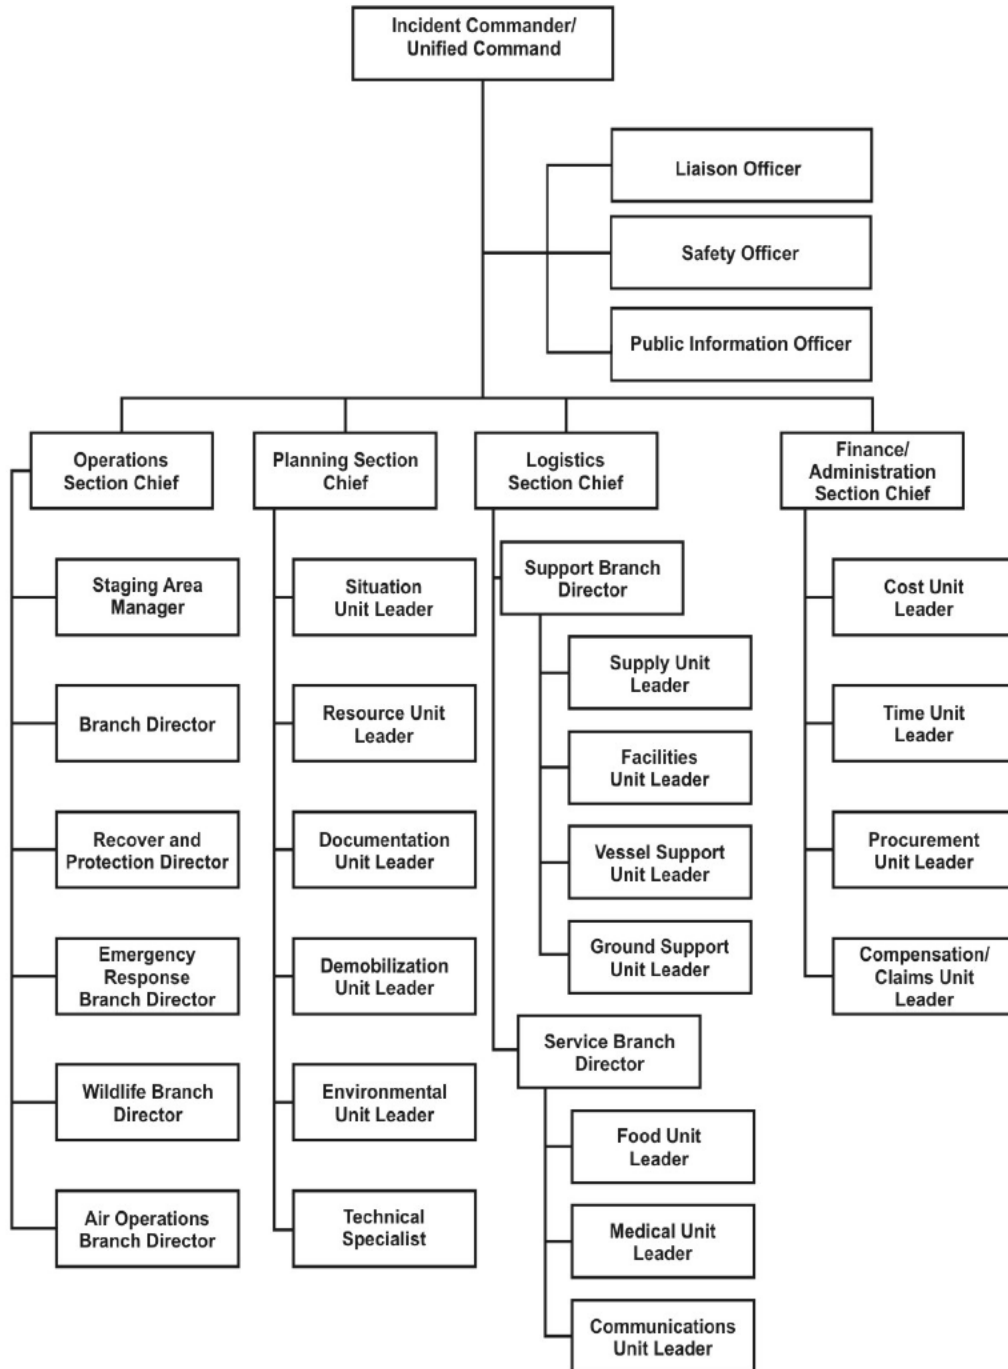 Incident Commander/
Unified Command
Liaison Officer
Safety Officer
Public Information Officer
Operations
Section Chief
Planning Section
Chief
Logistics
Section Chief
Finance/
Administration
Section Chief
Staging Area
Manager
Branch Director
Recover and
Protection Director
Emergency
Response
Branch Director
Wildlife Branch
Director
Air Operations
Branch Director
Situation
Unit Leader
Resource Unit
Leader
Documentation
Unit Leader
Demobilization
Unit Leader
Environmental
Unit Leader
Technical
Specialist
Support Branch
Director
Supply Unit
Leader
Facilities
Unit Leader
Vessel Support
Unit Leader
Ground Support
Unit Leader
Service Branch
Director
Food Unit
Leader
Medical Unit
Leader
Communications
Unit Leader
Cost Unit
Leader
Time Unit
Leader
Procurement
Unit Leader
Compensation/
Claims Unit
Leader